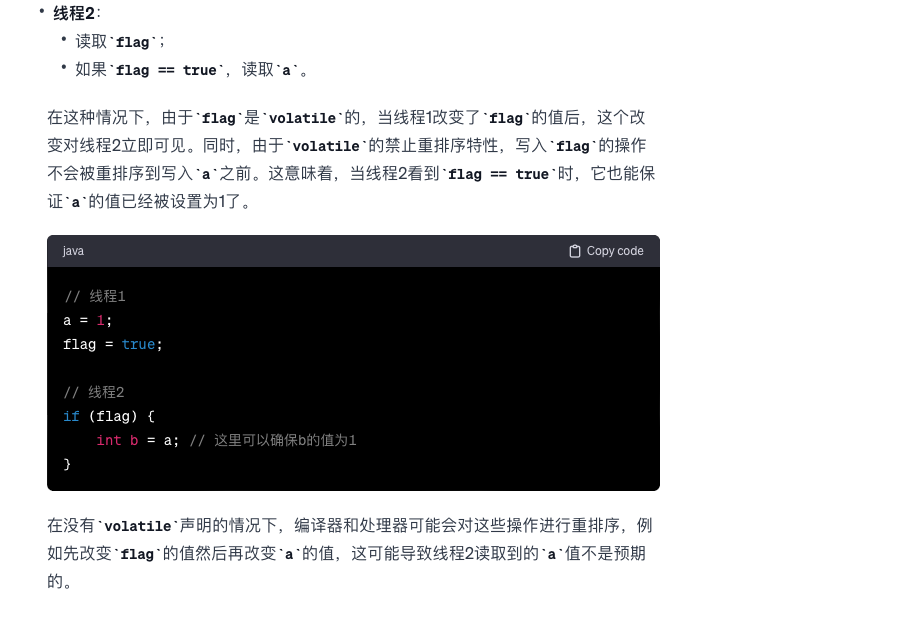 • 线程2：
• 读取`flag`；
• 如果`flag == true`，读取`a`。
在这种情况下，由于`flag`是`volatile`的，当线程1改变了`flag`的值后，这个改
变对线程2立即可见。同时，由于`volatile`的禁止重排序特性，写入`flag`的操作
不会被重排序到写入`a`之前。这意味着，当线程2看到`flag == true`时，它也能保
证`a`的值已经被设置为1了。
java Copy code
// 线程1
a = 1;
flag = true;
// 线程2
if (flag) {
    int b = a; // 这里可以确保b的值为1
}
在没有`volatile`声明的情况下，编译器和处理器可能会对这些操作进行重排序，例
如先改变`flag`的值然后再改变`a`的值，这可能导致线程2读取到的`a`值不是预期
的。